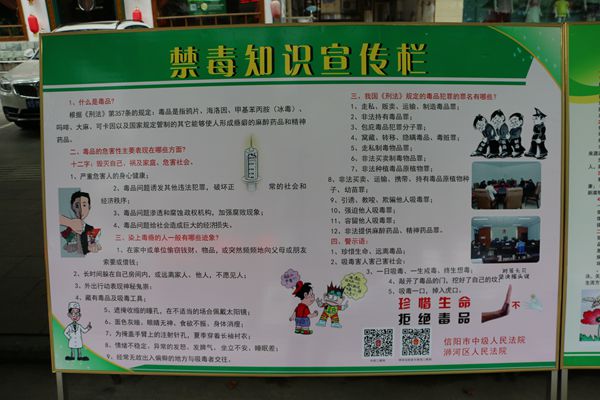 禁毒知识宣传栏
1、什么是毒品?
根据《刑法》第357条的规定:毒品是指鸦片、海洛因、甲基苯丙胺(冰毒)、
吗啡、大麻、可卡因以及国家规定管制的其它能够使人形成瘾癖的麻醉药品和精神
药品。
二、毒品的危害性主要表现在哪些方面?
十二字:毁灭自己、祸及家庭、危害社会。
1、严重危害人的身心健康;
2、毒品问题诱发其他违法犯罪,破坏正常的社会和
经济秩序;
3、毒品问题渗透和腐蚀政权机构,加强腐败现象;
4、毒品问题给社会造成巨大的经济损失。
三、染上毒瘾的人一般有哪些迹象?
1、在家中或单位偷窃钱财、物品,或突然频频地向父母或朋友
索要或借钱;
2、长时间躲在自己房间内,或远离家人、他人,不愿见人;
3、外出行动表现神秘鬼祟;
4、藏有毒品及吸毒工具;
5、遮掩收缩的瞳孔,在不适当的场合佩戴太阳镜;
6、面色灰暗、眼睛无神、食欲不振、身体消瘦;
7、为掩盖手臂上的注射针孔,夏季穿着长袖衬衣;
8、情绪不稳定,异常的发怒、发脾气、坐立不安、睡眠差;
9、经常无故出入偏僻的地方与吸毒者交往。
三、我国《刑法》规定的毒品犯罪的罪名有哪些?
1、走私、贩卖、运输、制造毒品罪;
2、非法持有毒品罪;
3、包庇毒品犯罪分子罪;
4、窝藏、转移、隐瞒毒品、毒赃罪;
5、走私制毒物品罪;
6、非法买卖制毒物品罪;
7、非法种植毒品原植物罪;
8、非法买卖、运输、携带、持有毒品原植物种
子、幼苗罪;
9、引诱、教唆、欺骗他人吸毒罪;
10、强迫他人吸毒罪;
11、容留他人吸毒罪;
12、非法提供麻醉药品、精神药品罪。
四、警示语:
1、珍惜生命、远离毒品;
2、吸毒害人害己害社会;
3、一日吸毒、一生戒毒、终生想毒;
4、敲开了毒品的门,挖好了自己的坟;
5、吸毒一口,掉入虎口。
珍惜生命
拒绝毒品
不
信阳市中级人民法院
浉河区人民法院